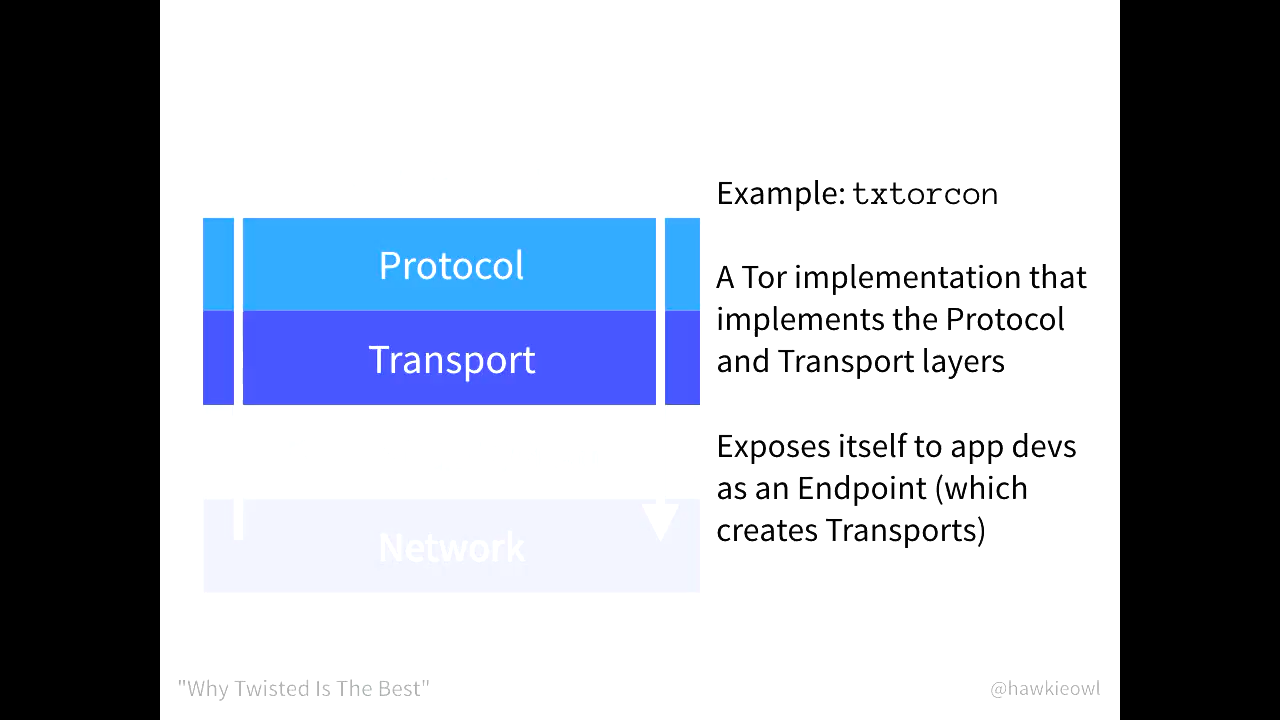 Protocol
Transport
Network
Example: txtorcon
A Tor implementation that
implements the Protocol
and Transport layers
Exposes itself to app devs
as an Endpoint (which
creates Transports)
"Why Twisted Is The Best"
@hawkieowl